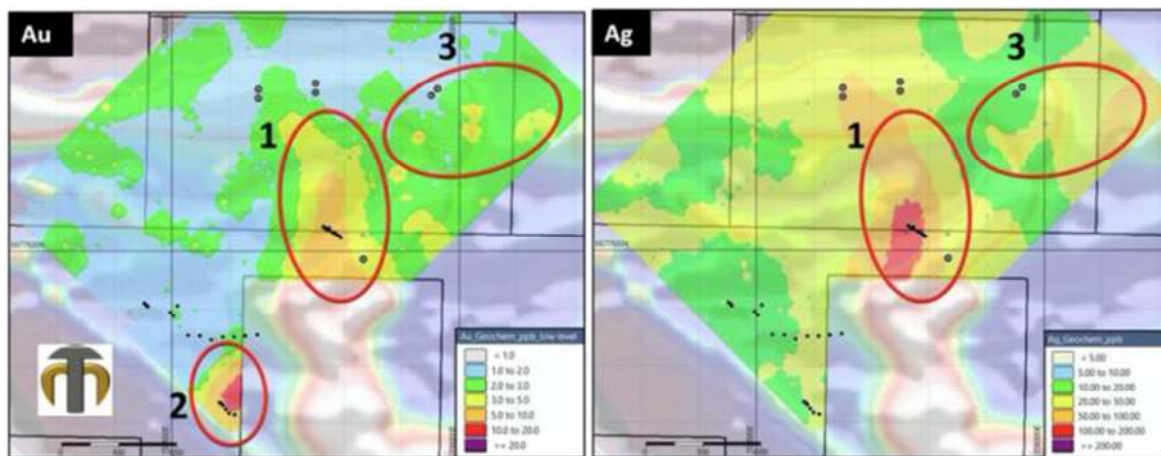 Au
1
2
3
Au_Geochem_ppb_low level
< 1.0
1.0 to 2.0
2.0 to 3.0
3.0 to 5.0
5.0 to 10.0
10.0 to 20.0
>= 20.0
Ag
1
3
Ag_Geochem_ppb
< 5.00
5.00 to 10.00
10.00 to 20.00
20.00 to 50.00
50.00 to 100.00
100.00 to 200.00
>= 200.00